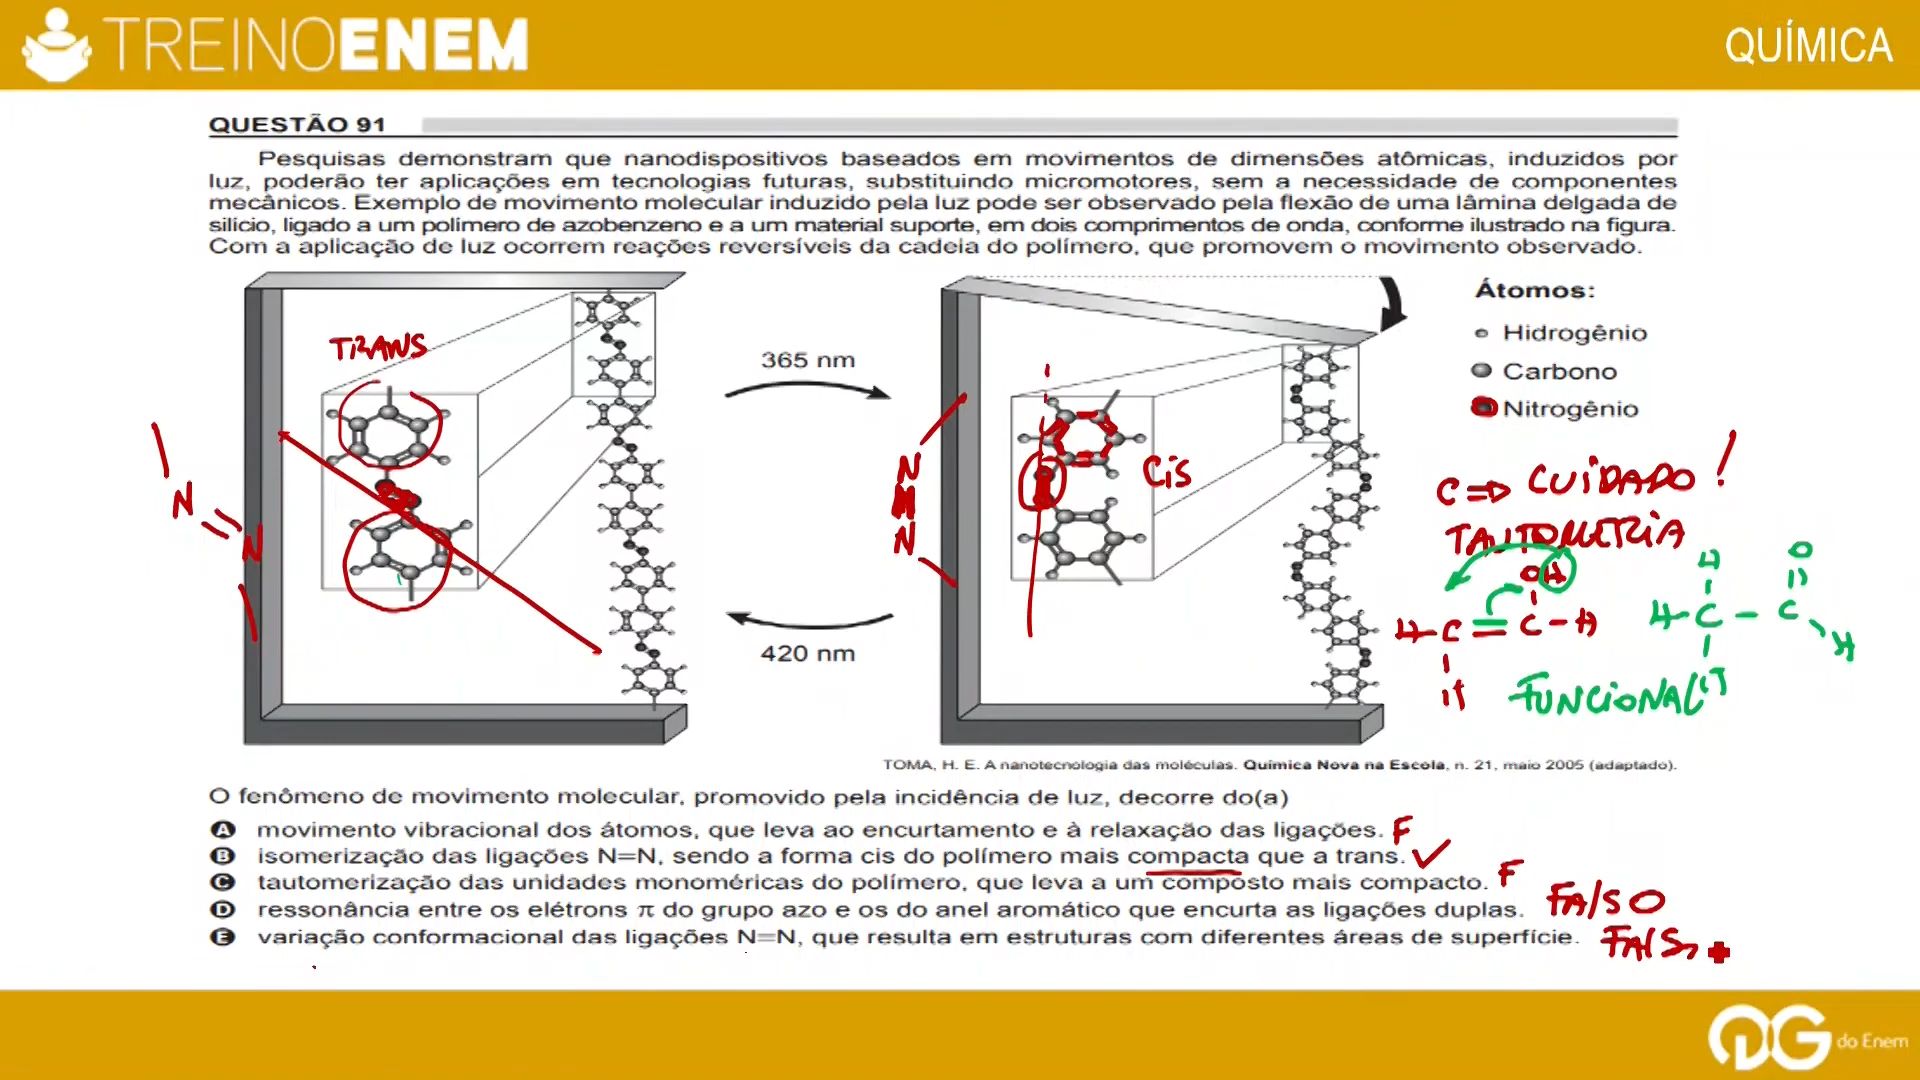 TREINOENEM
QUÍMICA
QUESTÃO 91
Pesquisas demonstram que nanodispositivos baseados em movimentos de dimensões atômicas, induzidos por
luz, poderão ter aplicações em tecnologias futuras, substituindo micromotores, sem a necessidade de componentes
mecânicos. Exemplo de movimento molecular induzido pela luz pode ser observado pela flexão de uma lâmina delgada de
silício, ligado a um polímero de azobenzeno e a um material suporte, em dois comprimentos de onda, conforme ilustrado na figura.
Com a aplicação de luz ocorrem reações reversíveis da cadeia do polímero, que promovem o movimento observado.
TRANS
N
N
365 nm
420 nm
N
N
Cis
Átomos:
Hidrogênio
Carbono
Nitrogênio
C ⇒ CUIDADO !
TAUTOMETRIA
OH
H - C = C - H
H
H
O
H - C - C
H
FUNCIONAL
TOMA, H. E. A nanotecnologia das moléculas. Química Nova na Escola, n. 21, maio 2005 (adaptado).
O fenômeno de movimento molecular, promovido pela incidência de luz, decorre do(a)
A movimento vibracional dos átomos, que leva ao encurtamento e à relaxação das ligações. F
B isomerização das ligações N=N, sendo a forma cis do polímero mais compacta que a trans. ✓
C tautomerização das unidades monoméricas do polímero, que leva a um composto mais compacto. F
D ressonância entre os elétrons π do grupo azo e os do anel aromático que encurta as ligações duplas. FALSO
E variação conformacional das ligações N=N, que resulta em estruturas com diferentes áreas de superfície. FALS
QG do Enem